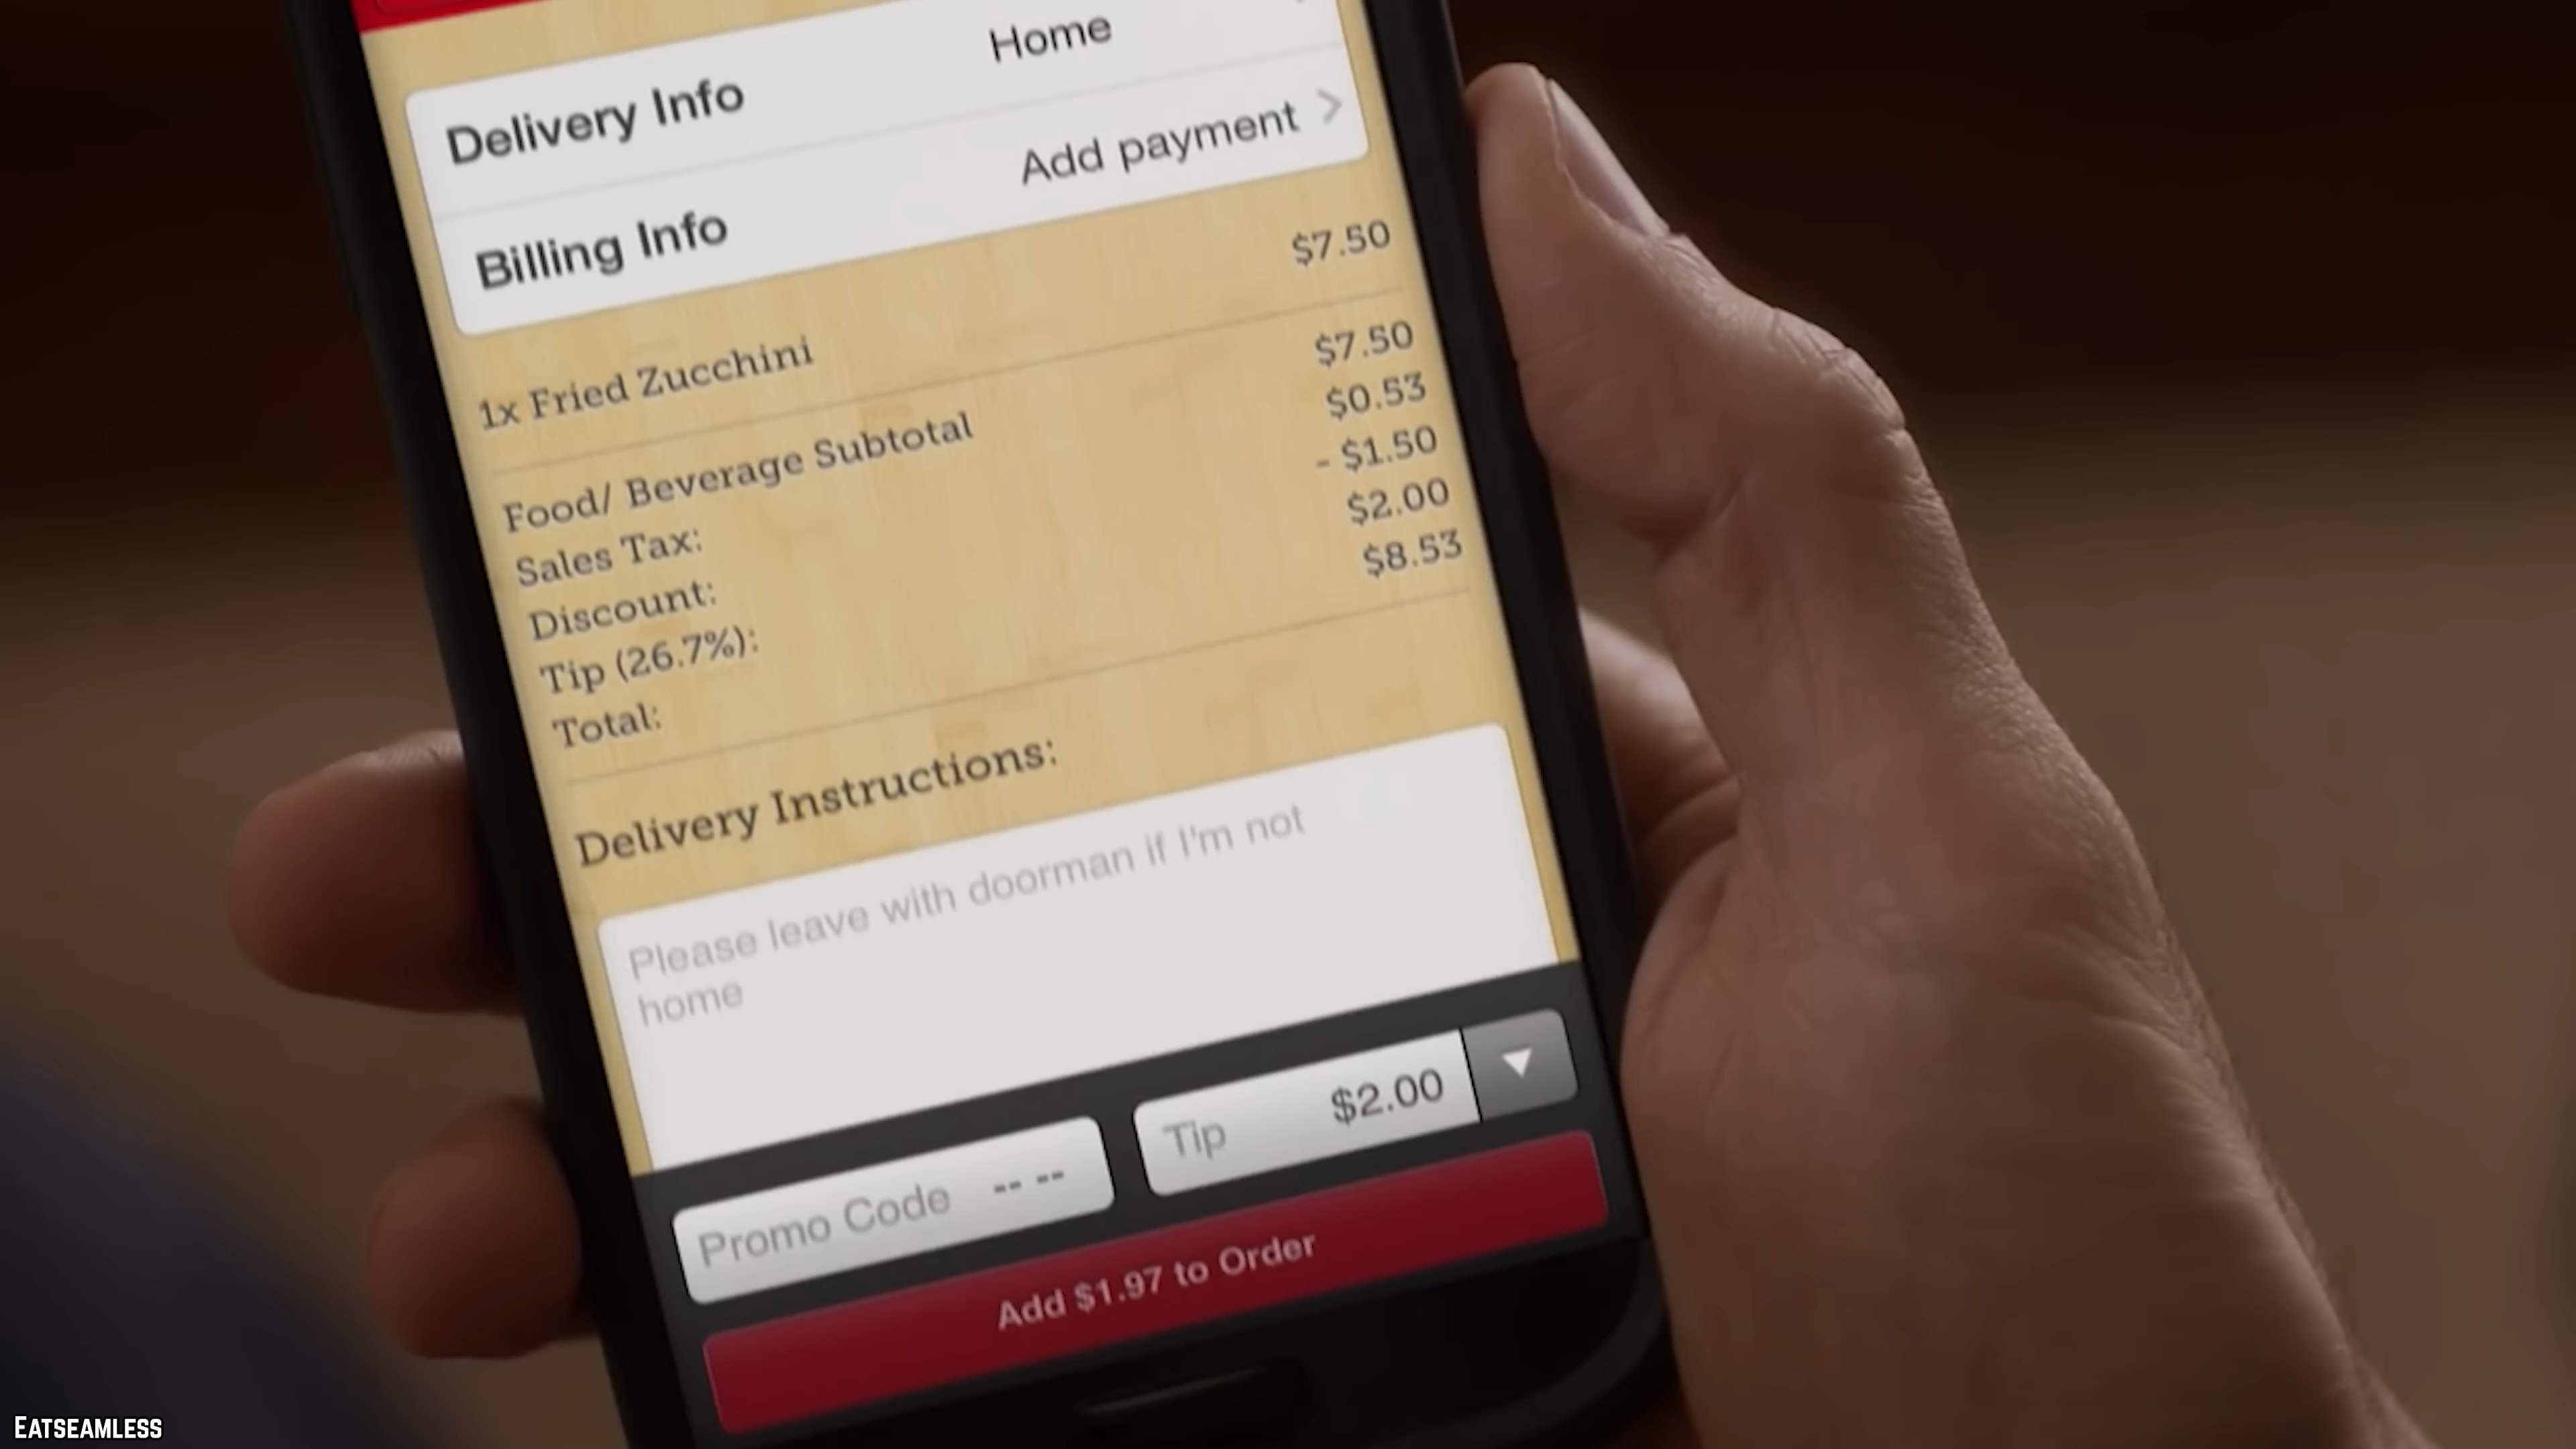 Delivery Info Home
Billing Info Add payment >
1x Fried Zucchini $7.50
Food/ Beverage Subtotal $7.50
Sales Tax: $0.53
Discount: - $1.50
Tip (26.7%): $2.00
Total: $8.53
Delivery Instructions:
Please leave with doorman if I'm not
home
Promo Code -- --
Tip $2.00
Add $1.97 to Order
EATSEAMLESS